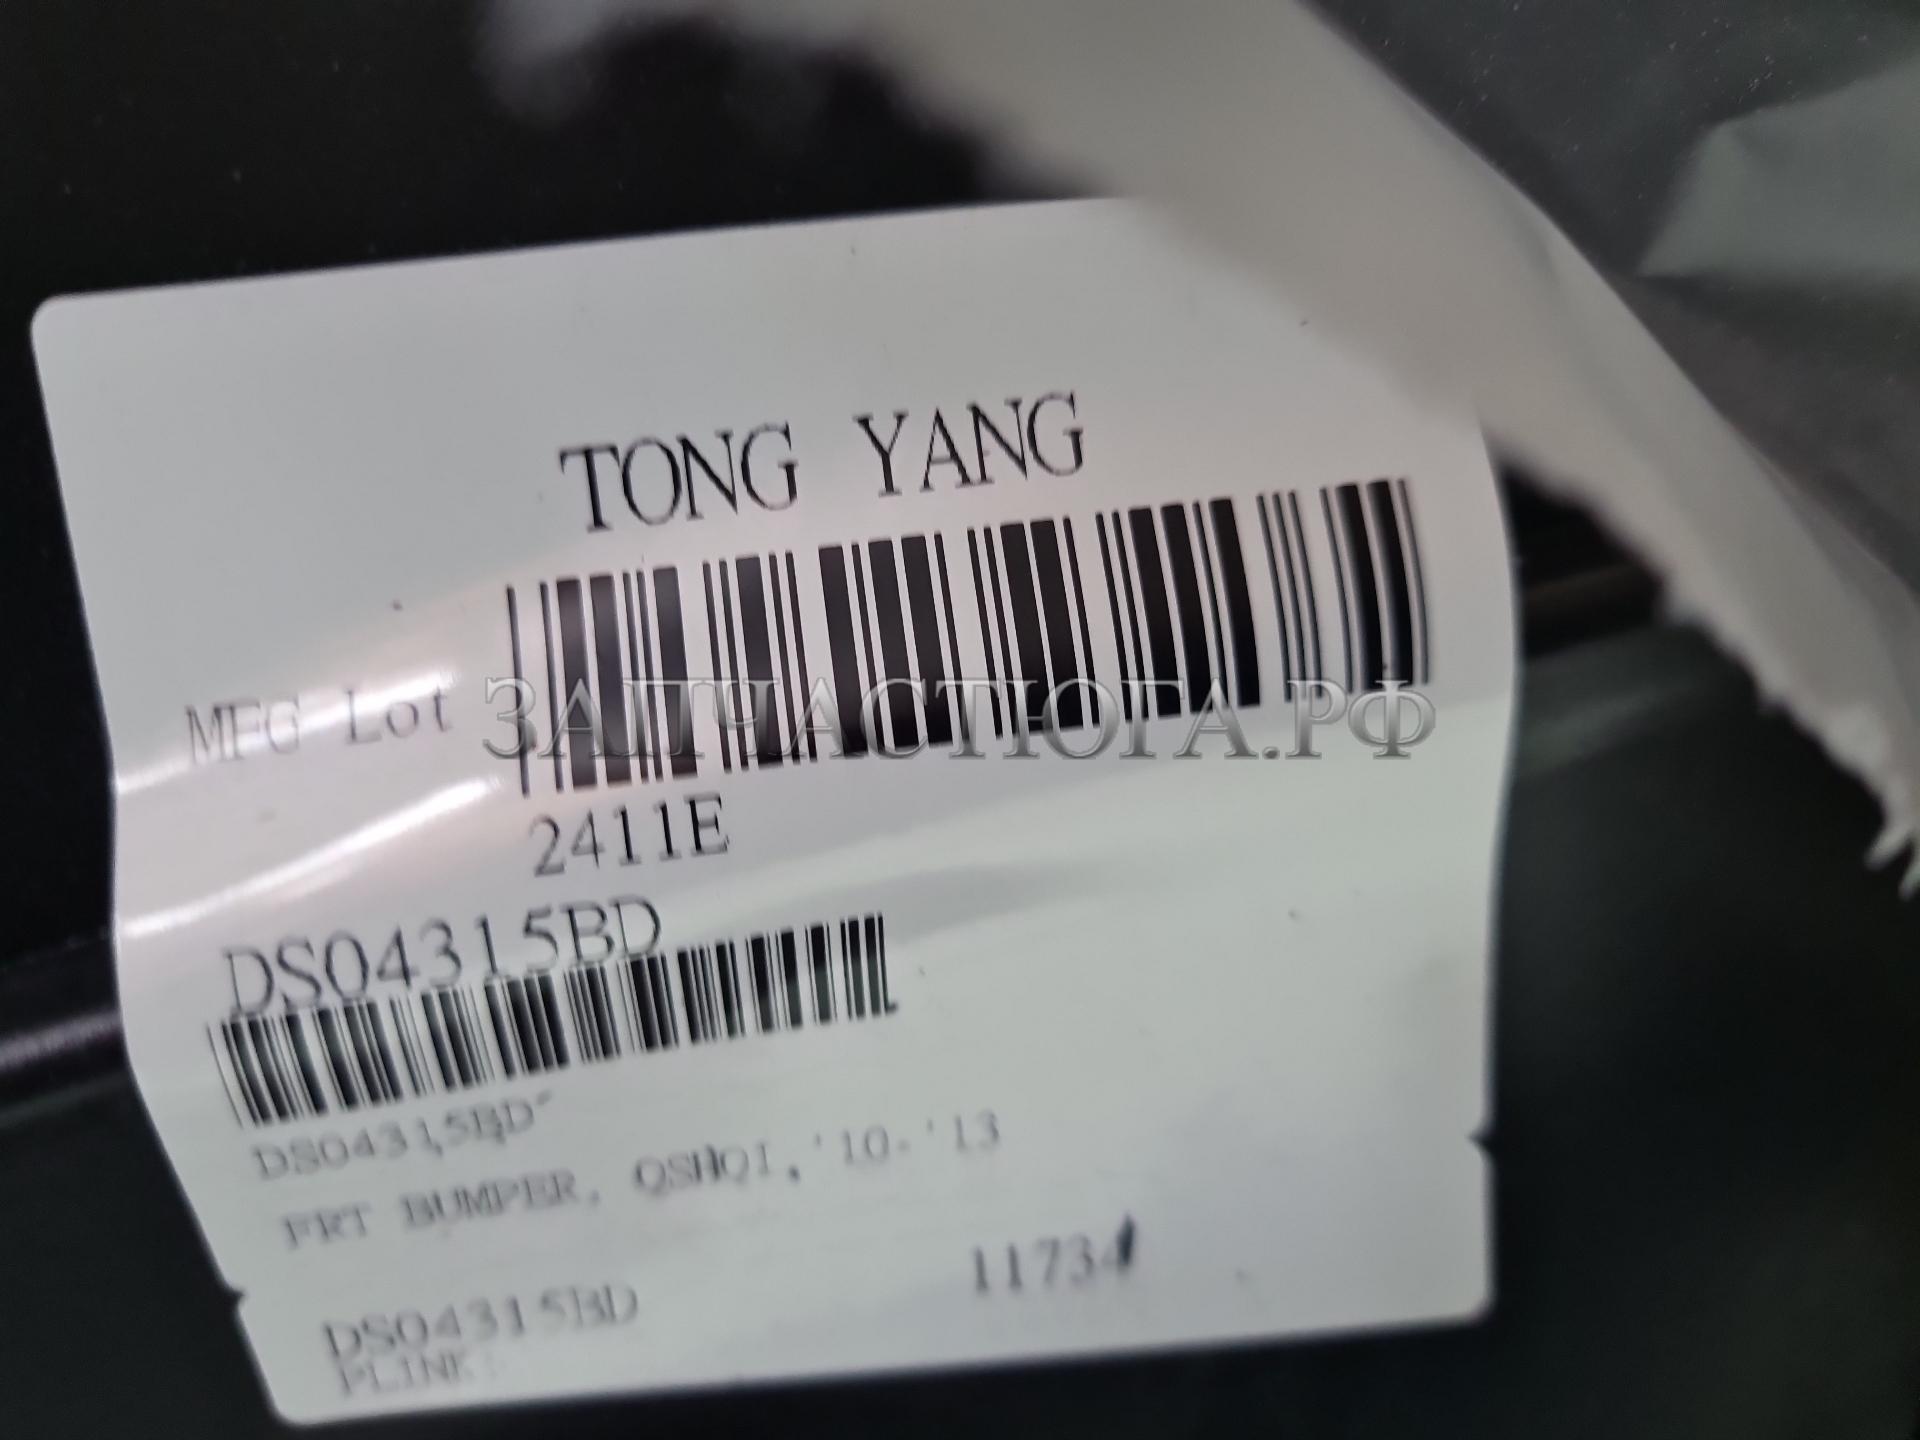 TONG YANG
MFG Lot
ЗАПЧАСТЮГА.РФ
2411E
DS04315BD
DS04315BD
FRT BUMPER, QSHQI, '10-'13
11734
DS04315BD
PLINK: